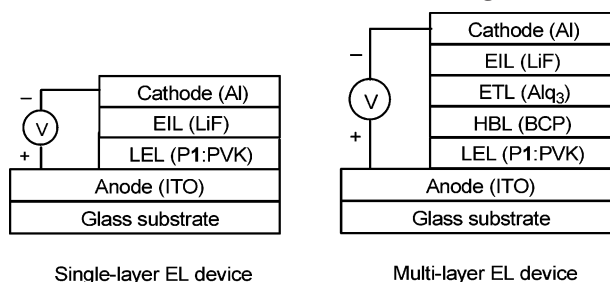 –
Cathode (Al)
EIL (LiF)
V
LEL (P1:PVK)
+
Anode (ITO)
Glass substrate
Single-layer EL device
–
Cathode (Al)
EIL (LiF)
ETL (Alq₃)
V
HBL (BCP)
LEL (P1:PVK)
+
Anode (ITO)
Glass substrate
Multi-layer EL device